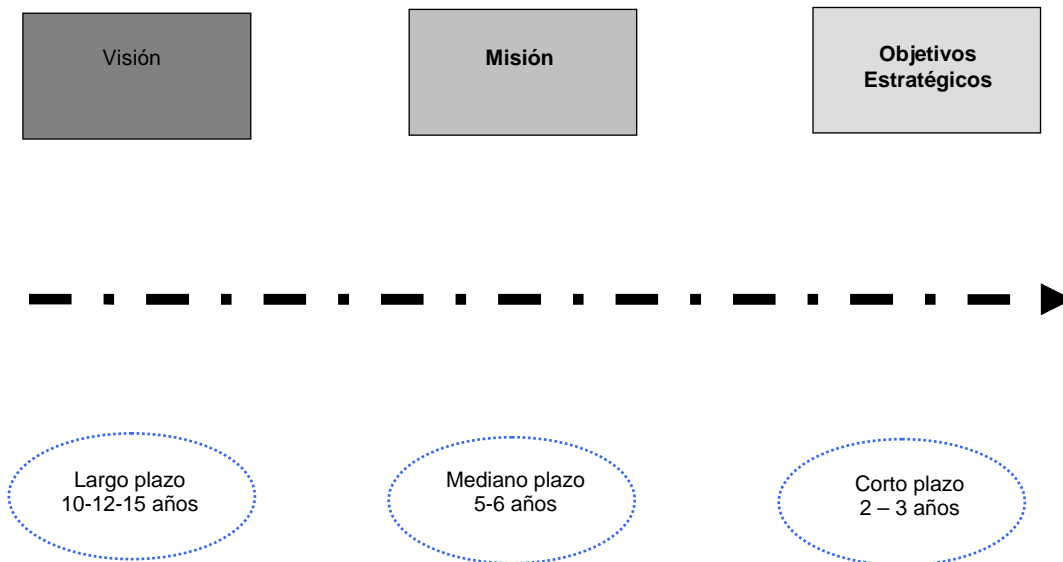 Visión
Misión
Objetivos
Estratégicos
Largo plazo
10-12-15 años
Mediano plazo
5-6 años
Corto plazo
2 – 3 años